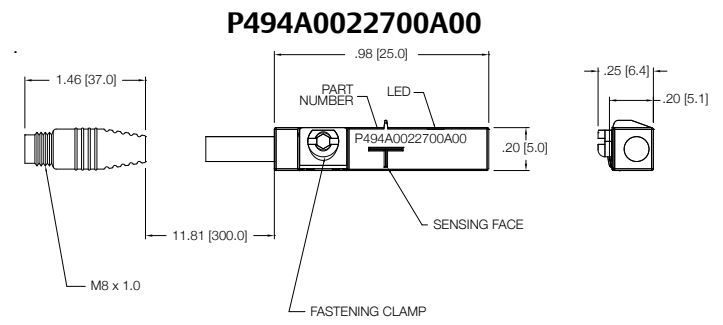 P494A0022700A00
.98 [25.0]
1.46 [37.0]
.25 [6.4]
PART
NUMBER
LED
.20 [5.1]
P494A0022700A00
.20 [5.0]
SENSING FACE
11.81 [300.0]
M8 x 1.0
FASTENING CLAMP